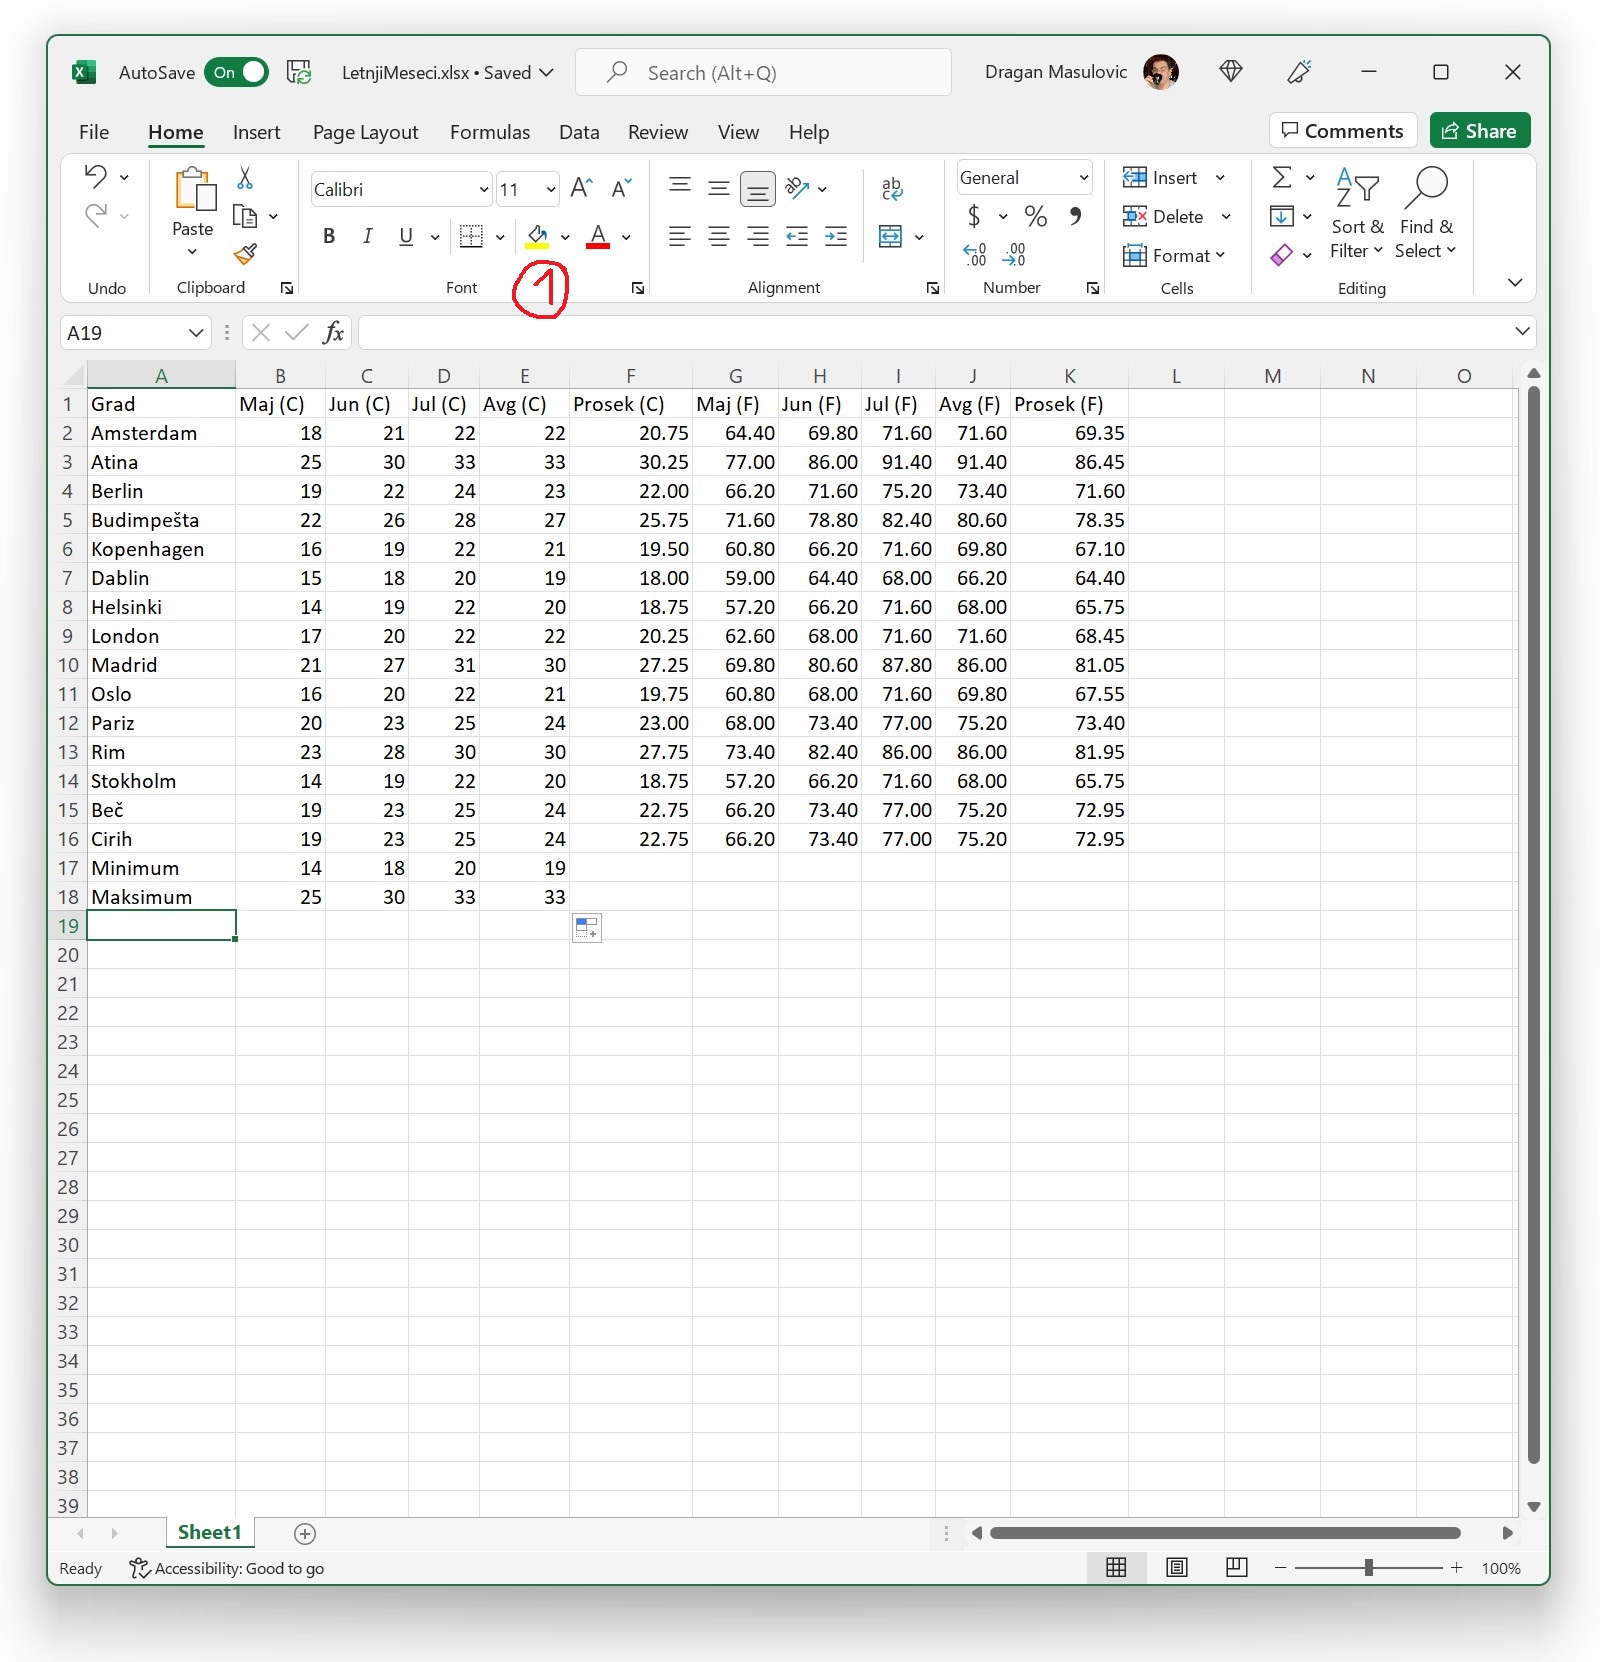 AutoSave On LetnjiMeseci.xlsx • Saved Search (Alt+Q) Dragan Masulovic
File Home Insert Page Layout Formulas Data Review View Help Comments Share
Calibri 11 General Insert
Paste B I U A $ % 9 Delete Sort & Filter Find & Select
Format
Undo Clipboard Font Alignment Number Cells Editing
1
A19 fx
A B C D E F G H I J K L M N O
1 Grad Maj (C) Jun (C) Jul (C) Avg (C) Prosek (C) Maj (F) Jun (F) Jul (F) Avg (F) Prosek (F)
2 Amsterdam 18 21 22 22 20.75 64.40 69.80 71.60 71.60 69.35
3 Atina 25 30 33 33 30.25 77.00 86.00 91.40 91.40 86.45
4 Berlin 19 22 24 23 22.00 66.20 71.60 75.20 73.40 71.60
5 Budimpešta 22 26 28 27 25.75 71.60 78.80 82.40 80.60 78.35
6 Kopenhagen 16 19 22 21 19.50 60.80 66.20 71.60 69.80 67.10
7 Dablin 15 18 20 19 18.00 59.00 64.40 68.00 66.20 64.40
8 Helsinki 14 19 22 20 18.75 57.20 66.20 71.60 68.00 65.75
9 London 17 20 22 22 20.25 62.60 68.00 71.60 71.60 68.45
10 Madrid 21 27 31 30 27.25 69.80 80.60 87.80 86.00 81.05
11 Oslo 16 20 22 21 19.75 60.80 68.00 71.60 69.80 67.55
12 Pariz 20 23 25 24 23.00 68.00 73.40 77.00 75.20 73.40
13 Rim 23 28 30 30 27.75 73.40 82.40 86.00 86.00 81.95
14 Stokholm 14 19 22 20 18.75 57.20 66.20 71.60 68.00 65.75
15 Beč 19 23 25 24 22.75 66.20 73.40 77.00 75.20 72.95
16 Cirih 19 23 25 24 22.75 66.20 73.40 77.00 75.20 72.95
17 Minimum 14 18 20 19
18 Maksimum 25 30 33 33
19
20
21
22
23
24
25
26
27
28
29
30
31
32
33
34
35
36
37
38
39
Sheet1
Ready Accessibility: Good to go 100%